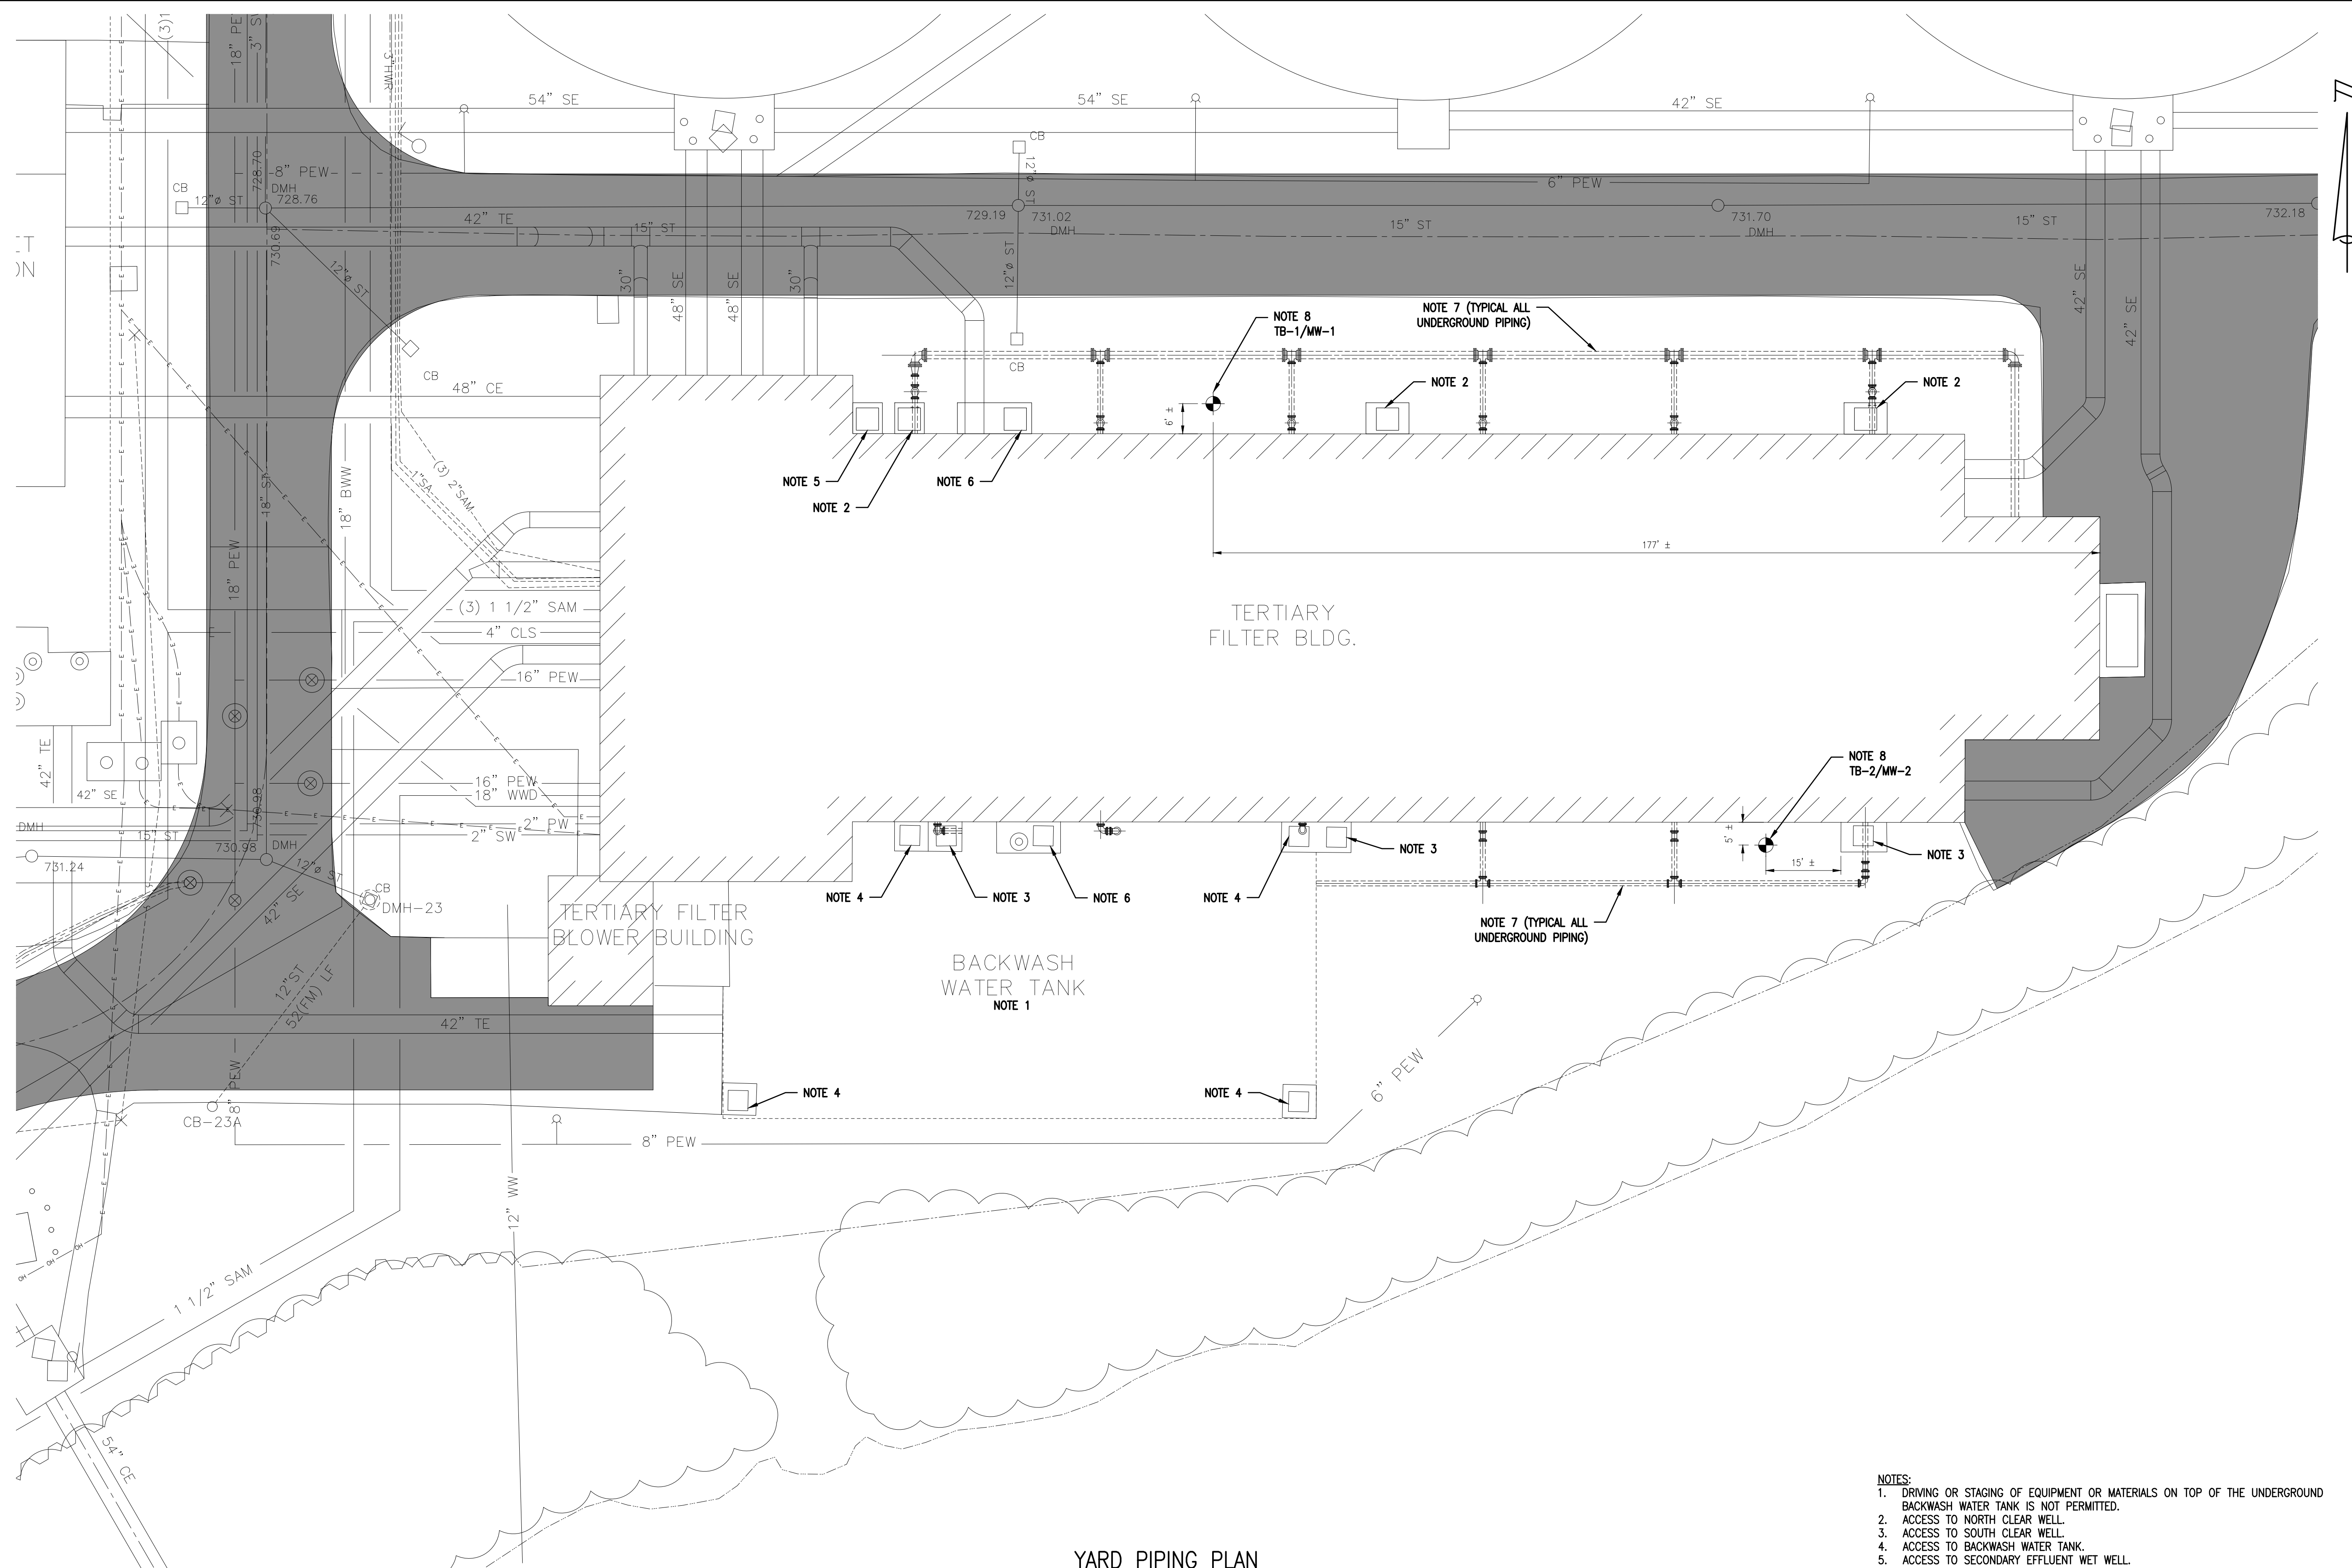 (3)1
18" PE
3" S
3"HWR
54" SE
54" SE
42" SE
CB
12"ø ST
728.70
8" PEW
6" PEW
CB
12"ø ST
DMH
728.76
42" TE
15" ST
729.19
731.02
DMH
15" ST
731.70
DMH
15" ST
732.18
ET
ON
730.69
12"ø ST
30"
48" SE
48" SE
30"
12"ø ST
42" SE
42" SE
NOTE 7 (TYPICAL ALL
UNDERGROUND PIPING)
NOTE 8
TB-1/MW-1
CB
CB
48" CE
NOTE 2
NOTE 2
6' ±
18" ST
18" BWW
1"SA
(3) 2"SAM
NOTE 5
NOTE 6
NOTE 2
177' ±
18" PEW
(3) 1 1/2" SAM
4" CLS
16" PEW
TERTIARY
FILTER BLDG.
42" TE
42" SE
NOTE 8
TB-2/MW-2
16" PEW
18" WWD
2" PW
2" SW
DMH
15" ST
730.98
730.98
DMH
731.24
12"ø ST
CB
DMH-23
42" SE
5' ±
15' ±
NOTE 3
NOTE 3
NOTE 4
NOTE 3
NOTE 6
NOTE 4
NOTE 7 (TYPICAL ALL
UNDERGROUND PIPING)
TERTIARY FILTER
BLOWER BUILDING
BACKWASH
WATER TANK
NOTE 1
12"ST
52(FM) LF
42" TE
8" PEW
6" PEW
NOTE 4
NOTE 4
CB-23A
8" PEW
12" WW
1 1/2" SAM
54" CE
NOTES:
1. DRIVING OR STAGING OF EQUIPMENT OR MATERIALS ON TOP OF THE UNDERGROUND
BACKWASH WATER TANK IS NOT PERMITTED.
2. ACCESS TO NORTH CLEAR WELL.
3. ACCESS TO SOUTH CLEAR WELL.
4. ACCESS TO BACKWASH WATER TANK.
5. ACCESS TO SECONDARY EFFLUENT WET WELL.
YARD PIPING PLAN